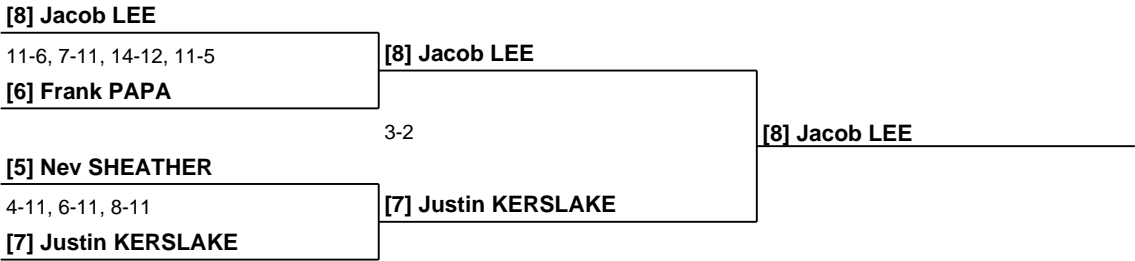 [8] Jacob LEE
11-6, 7-11, 14-12, 11-5
[8] Jacob LEE
[6] Frank PAPA
3-2
[8] Jacob LEE
[5] Nev SHEATHER
4-11, 6-11, 8-11
[7] Justin KERSLAKE
[7] Justin KERSLAKE